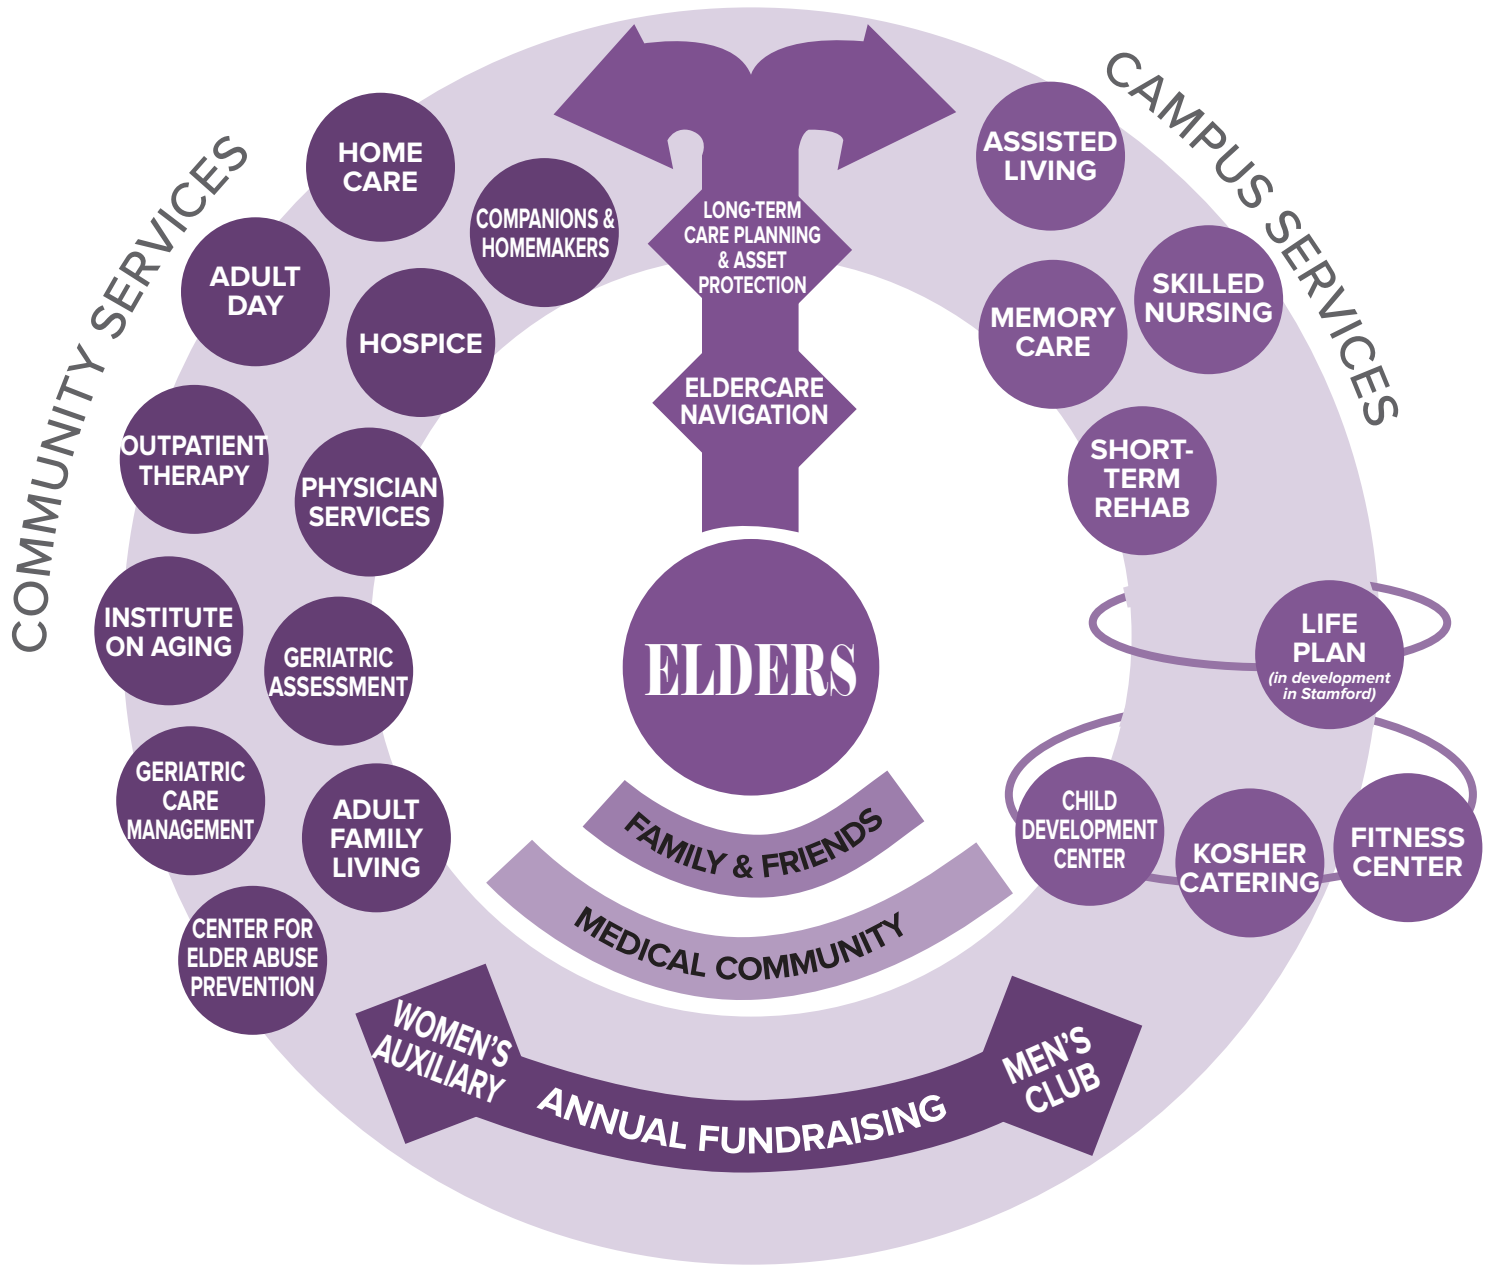 COMMUNITY SERVICES
HOME
CARE
COMPANIONS &
HOMEMAKERS
ADULT
DAY
HOSPICE
OUTPATIENT
THERAPY
PHYSICIAN
SERVICES
INSTITUTE
ON AGING
GERIATRIC
ASSESSMENT
GERIATRIC
CARE
MANAGEMENT
ADULT
FAMILY
LIVING
CENTER FOR
ELDER ABUSE
PREVENTION
LONG-TERM
CARE PLANNING
& ASSET
PROTECTION
ELDERCARE
NAVIGATION
ELDERS
FAMILY & FRIENDS
MEDICAL COMMUNITY
WOMEN'S
AUXILIARY
ANNUAL FUNDRAISING
MEN'S
CLUB
CAMPUS SERVICES
ASSISTED
LIVING
SKILLED
NURSING
MEMORY
CARE
SHORT-
TERM
REHAB
LIFE
PLAN
(in development
in Stamford)
CHILD
DEVELOPMENT
CENTER
KOSHER
CATERING
FITNESS
CENTER